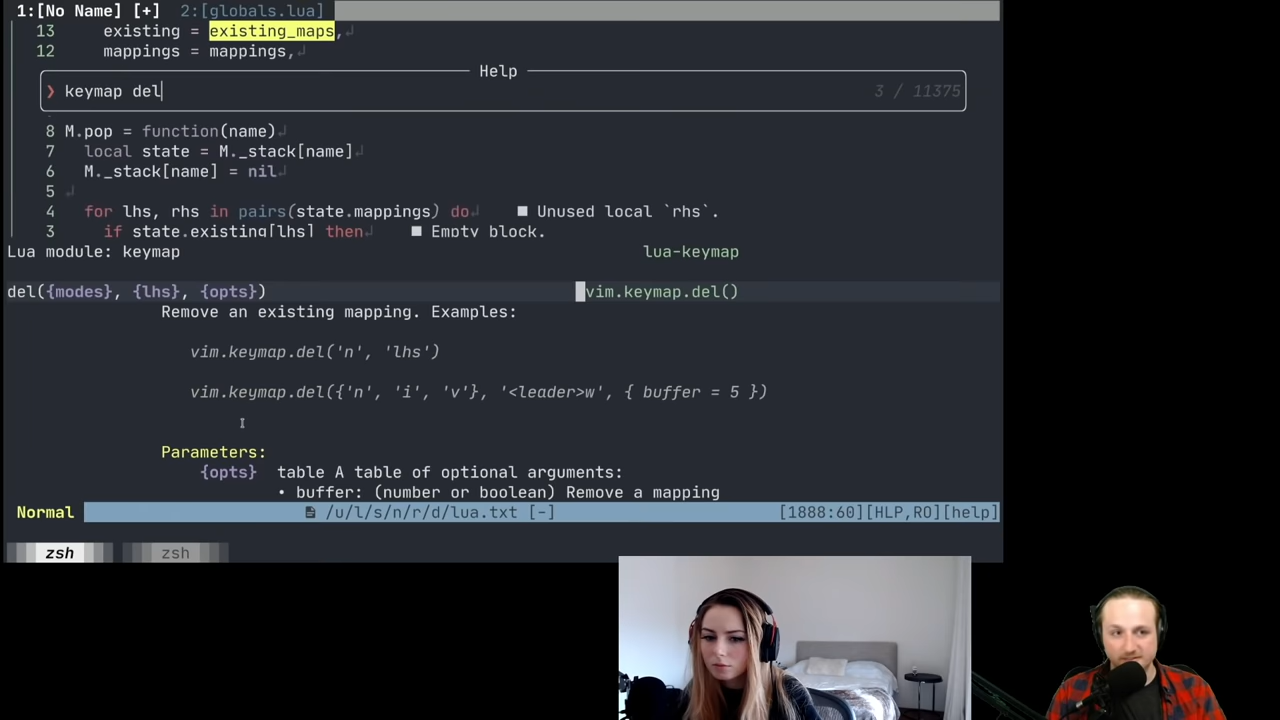 1:[No Name] [+] 2:[globals.lua]
13 existing = existing_maps,
12 mappings = mappings,
Help
❯ keymap del 3 / 11375
8 M.pop = function(name)
7 local state = M._stack[name]
6 M._stack[name] = nil
5
4 for lhs, rhs in pairs(state.mappings) do ■ Unused local `rhs`.
3 if state.existing[lhs] then ■ Empty block.
Lua module: keymap lua-keymap
del({modes}, {lhs}, {opts}) vim.keymap.del()
Remove an existing mapping. Examples:
vim.keymap.del('n', 'lhs')
vim.keymap.del({'n', 'i', 'v'}, '<leader>w', { buffer = 5 })
Parameters:
{opts} table A table of optional arguments:
• buffer: (number or boolean) Remove a mapping
Normal /u/l/s/n/r/d/lua.txt [-] [1888:60][HLP,RO][help]
zsh zsh